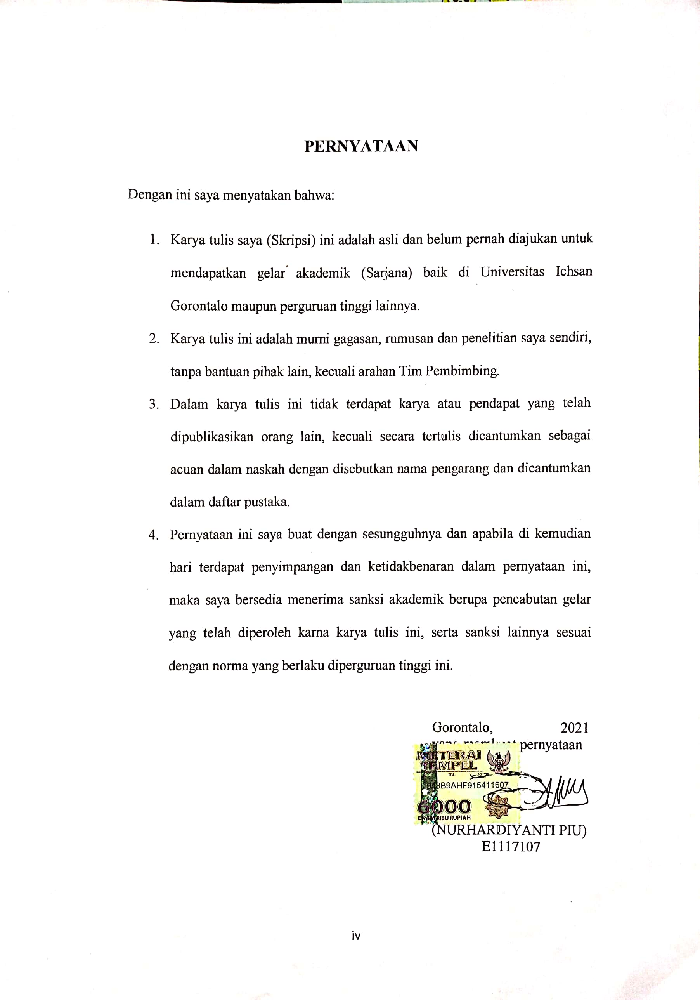 PERNYATAAN
Dengan ini saya menyatakan bahwa:
1. Karya tulis saya (Skripsi) ini adalah asli dan belum pernah diajukan untuk
mendapatkan gelar akademik (Sarjana) baik di Universitas Ichsan
Gorontalo maupun perguruan tinggi lainnya.
2. Karya tulis ini adalah murni gagasan, rumusan dan penelitian saya sendiri,
tanpa bantuan pihak lain, kecuali arahan Tim Pembimbing.
3. Dalam karya tulis ini tidak terdapat karya atau pendapat yang telah
dipublikasikan orang lain, kecuali secara tertulis dicantumkan sebagai
acuan dalam naskah dengan disebutkan nama pengarang dan dicantumkan
dalam daftar pustaka.
4. Pernyataan ini saya buat dengan sesungguhnya dan apabila di kemudian
hari terdapat penyimpangan dan ketidakbenaran dalam pernyataan ini,
maka saya bersedia menerima sanksi akademik berupa pencabutan gelar
yang telah diperoleh karna karya tulis ini, serta sanksi lainnya sesuai
dengan norma yang berlaku diperguruan tinggi ini.
Gorontalo, 2021
pernyataan
METERAI
TEMPEL
TGL
B9AHF915411607
6000
ENAM RIBU RUPIAH
(NURHARDIYANTI PIU)
E1117107
iv